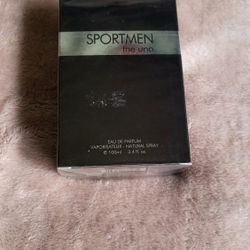 SPORTMEN
the uno
EAU DE PARFUM
VAPORISATEUR - NATURAL SPRAY
e 100ml 3.4 fl.oz.